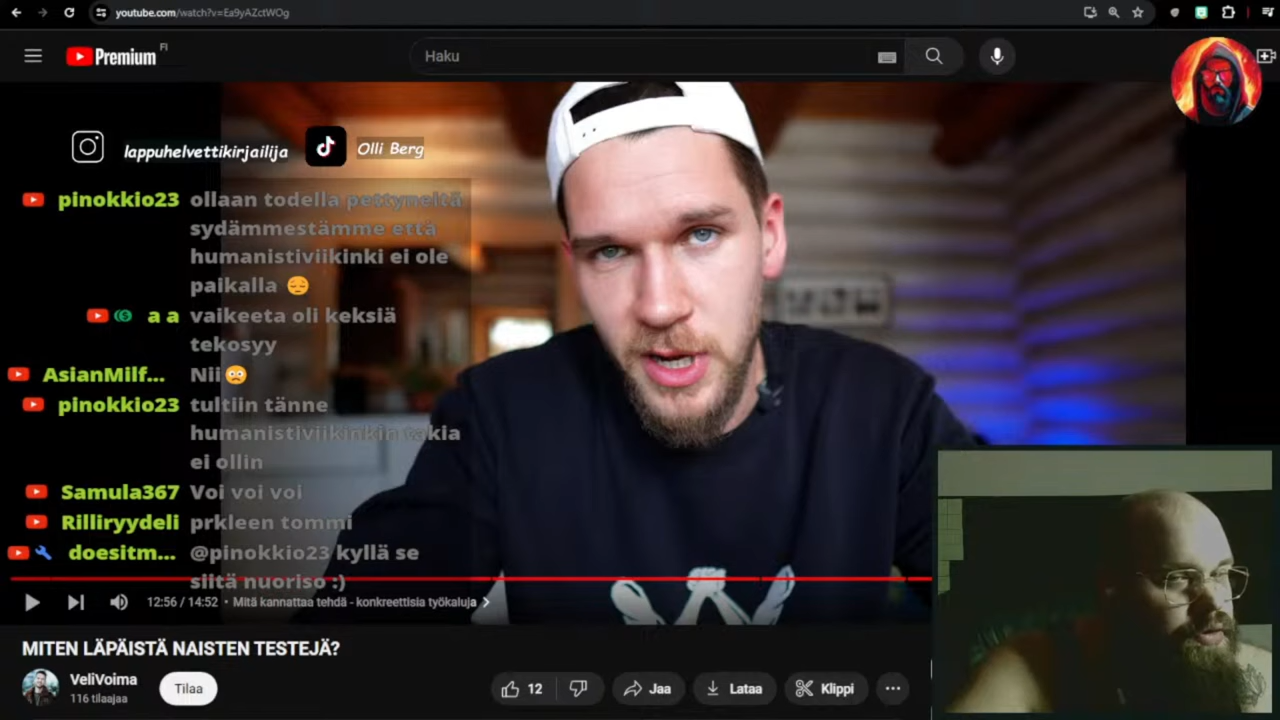 youtube.com/watch?v=Ea9yAZctWOg
Premium FI
Haku
lappuhelvettikirjailija
Olli Berg
pinokkio23 ollaan todella pettyneitä
sydämmestämme että
humanistiviikinki ei ole
paikalla 😔
a a vaikeeta oli keksiä
tekosyy
AsianMilf... Nii😳
pinokkio23 tultiin tänne
humanistiviikinkin takia
ei ollin
Samula367 Voi voi voi
Rilliryydeli prkleen tommi
doesitm... @pinokkio23 kyllä se
siitä nuoriso :)
12:56 / 14:52 • Mitä kannattaa tehdä - konkreettisia työkaluja
MITEN LÄPÄISTÄ NAISTEN TESTEJÄ?
VeliVoima
116 tilaajaa
Tilaa
12
Jaa
Lataa
Klippi